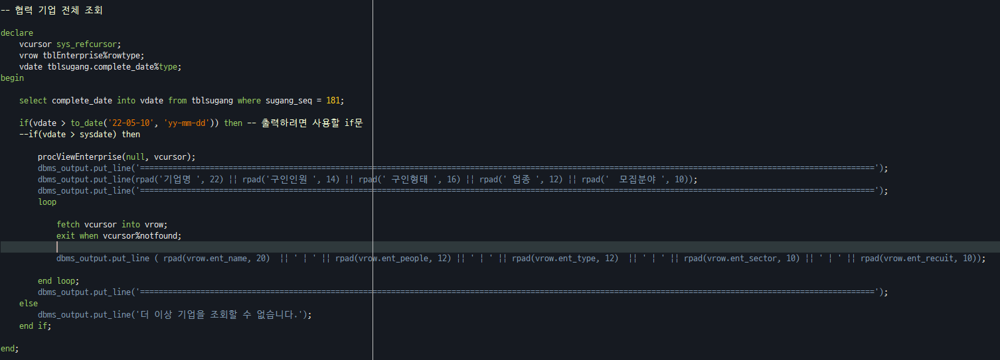 -- 협력 기업 전체 조회
declare
    vcursor sys_refcursor;
    vrow tblEnterprise%rowtype;
    vdate tblsugang.complete_date%type;
begin
    select complete_date into vdate from tblsugang where sugang_seq = 181;
    if(vdate > to_date('22-05-10', 'yy-mm-dd')) then -- 출력하려면 사용할 if문
    --if(vdate > sysdate) then
        procViewEnterprise(null, vcursor);
        dbms_output.put_line('==============================================================================================================================================================');
        dbms_output.put_line(rpad('기업명 ', 22) || rpad('구인인원 ', 14) || rpad(' 구인형태 ', 16) || rpad(' 업종 ', 12) || rpad('  모집분야 ', 10));
        dbms_output.put_line('==============================================================================================================================================================');
        loop
            fetch vcursor into vrow;
            exit when vcursor%notfound;
            dbms_output.put_line ( rpad(vrow.ent_name, 20)  || ' | ' || rpad(vrow.ent_people, 12) || ' | ' || rpad(vrow.ent_type, 12)  || ' | ' || rpad(vrow.ent_sector, 10) || ' | ' || rpad(vrow.ent_recuit, 10));
        end loop;
        dbms_output.put_line('==============================================================================================================================================================');
    else
        dbms_output.put_line('더 이상 기업을 조회할 수 없습니다.');
    end if;
end;